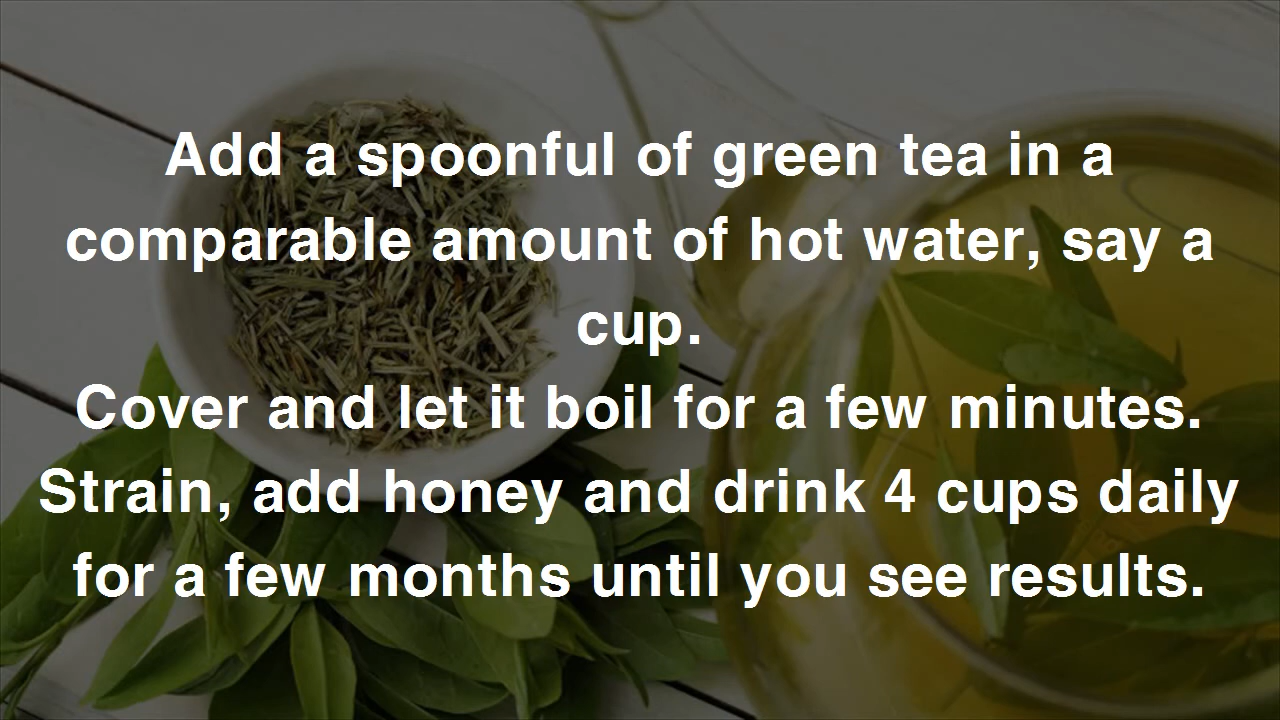 Add a spoonful of green tea in a
comparable amount of hot water, say a
cup.
Cover and let it boil for a few minutes.
Strain, add honey and drink 4 cups daily
for a few months until you see results.